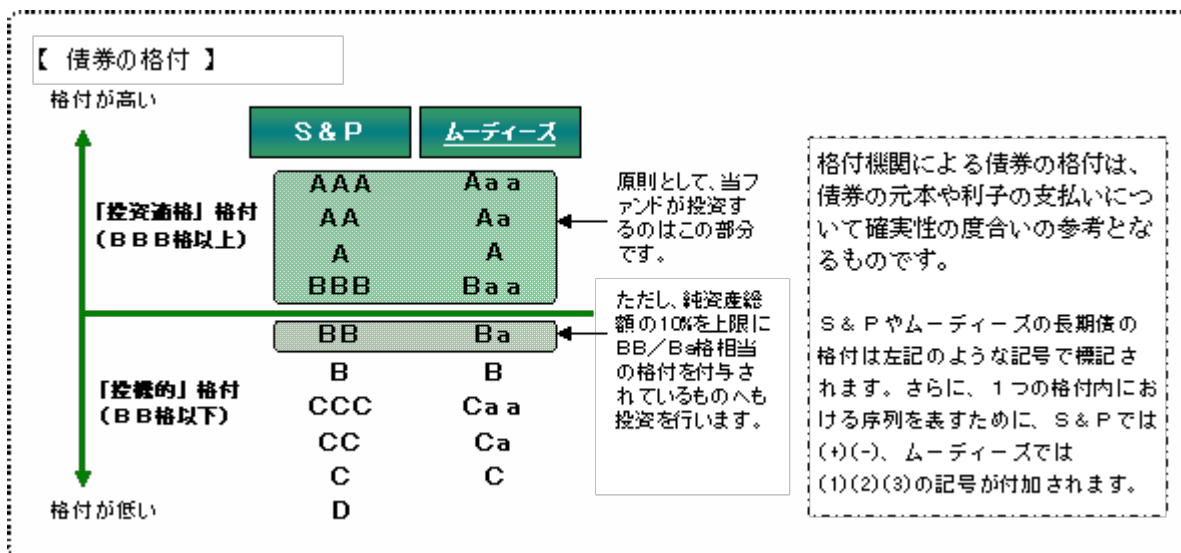 【 債券の格付 】
格付が高い
S&P ムーディーズ
AAA Aaa
AA Aa
A A
BBB Baa
BB Ba
B B
CCC Caa
CC Ca
C C
D
「投資適格」格付
(BBB格以上)
「投機的」格付
(BB格以下)
格付が低い
原則として、当フ
ァンドが投資す
るのはこの部分
です。
ただし、純資産総
額の10%を上限に
BB/Ba格相当
の格付を付与さ
れているものへも
投資を行います。
格付機関による債券の格付は、
債券の元本や利子の支払いにつ
いて確実性の度合いの参考とな
るものです。
S&Pやムーディーズの長期債の
格付は左記のような記号で標記さ
れます。さらに、1つの格付内にお
ける序列を表すために、S&Pでは
(+)(-)、ムーディーズでは
(1)(2)(3)の記号が付加されます。